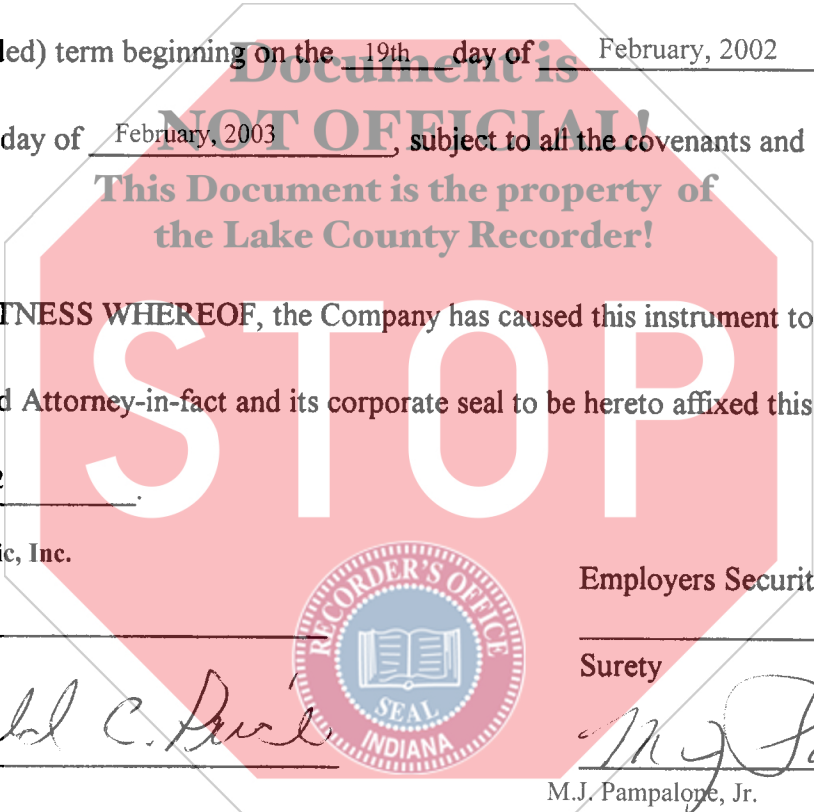 led) term beginning on the 19th day of February, 2002
Document is
NOT OFFICIAL!
day of February, 2003, subject to all the covenants and
This Document is the property of
the Lake County Recorder!
TNESS WHEREOF, the Company has caused this instrument to
STOP
d Attorney-in-fact and its corporate seal to be hereto affixed this
2.
ic, Inc.
RECORDER'S OFFICE
SEAL
INDIANA
Employers Securit
Surety
C.
M.J. Pampalone, Jr.